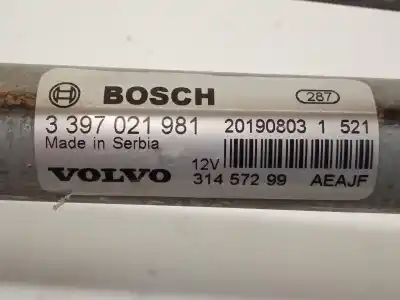 BOSCH 287
3 397 021 981 20190803 1 521
Made in Serbia
12V
VOLVO 314 572 99 AEAJF